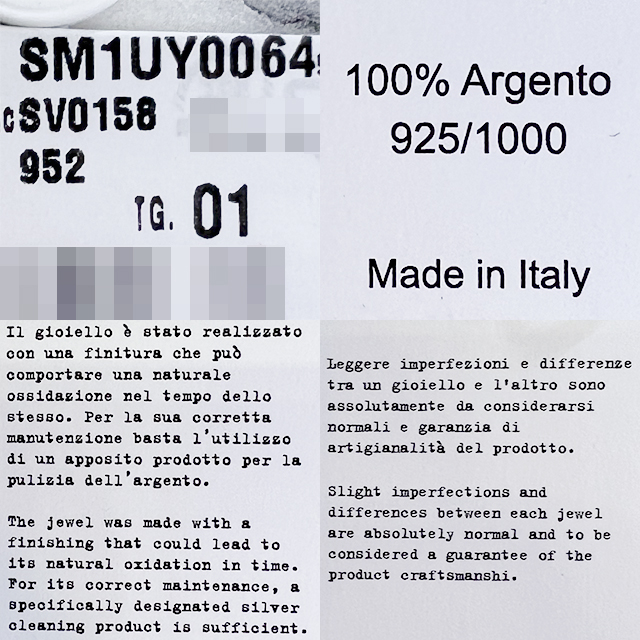 SM1UY0064
cSV0158
952
TG. 01
100% Argento
925/1000
Made in Italy
Il gioiello è stato realizzato
con una finitura che può
comportare una naturale
ossidazione nel tempo dello
stesso. Per la sua corretta
manutenzione basta l'utilizzo
di un apposito prodotto per la
pulizia dell'argento.
The jewel was made with a
finishing that could lead to
its natural oxidation in time.
For its correct maintenance, a
specifically designated silver
cleaning product is sufficient.
Leggere imperfezioni e differenze
tra un gioiello e l'altro sono
assolutamente da considerarsi
normali e garanzia di
artigianalità del prodotto.
Slight imperfections and
differences between each jewel
are absolutely normal and to be
considered a guarantee of the
product craftsmanshi.